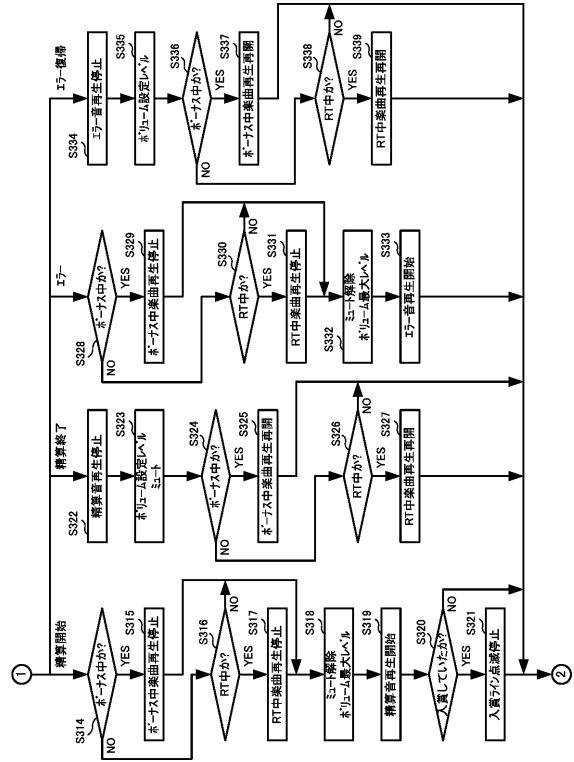 1
精算開始
S314
ボーナス中か?
YES
NO
S315
ボーナス中楽曲再生停止
S316
RT中か?
YES
NO
S317
RT中楽曲再生停止
S318
ミュート解除
ボリューム最大レベル
S319
精算音再生開始
S320
入賞していたか?
YES
NO
S321
入賞ライン点滅停止
2
精算終了
S322
精算音再生停止
S323
ボリューム設定レベル
ミュート
S324
ボーナス中か?
YES
NO
S325
ボーナス中楽曲再生再開
S326
RT中か?
YES
NO
S327
RT中楽曲再生再開
エラー
S328
ボーナス中か?
YES
NO
S329
ボーナス中楽曲再生停止
S330
RT中か?
YES
NO
S331
RT中楽曲再生停止
S332
ミュート解除
ボリューム最大レベル
S333
エラー音再生開始
エラー復帰
S334
エラー音再生停止
S335
ボリューム設定レベル
S336
ボーナス中か?
YES
NO
S337
ボーナス中楽曲再生再開
S338
RT中か?
YES
NO
S339
RT中楽曲再生再開